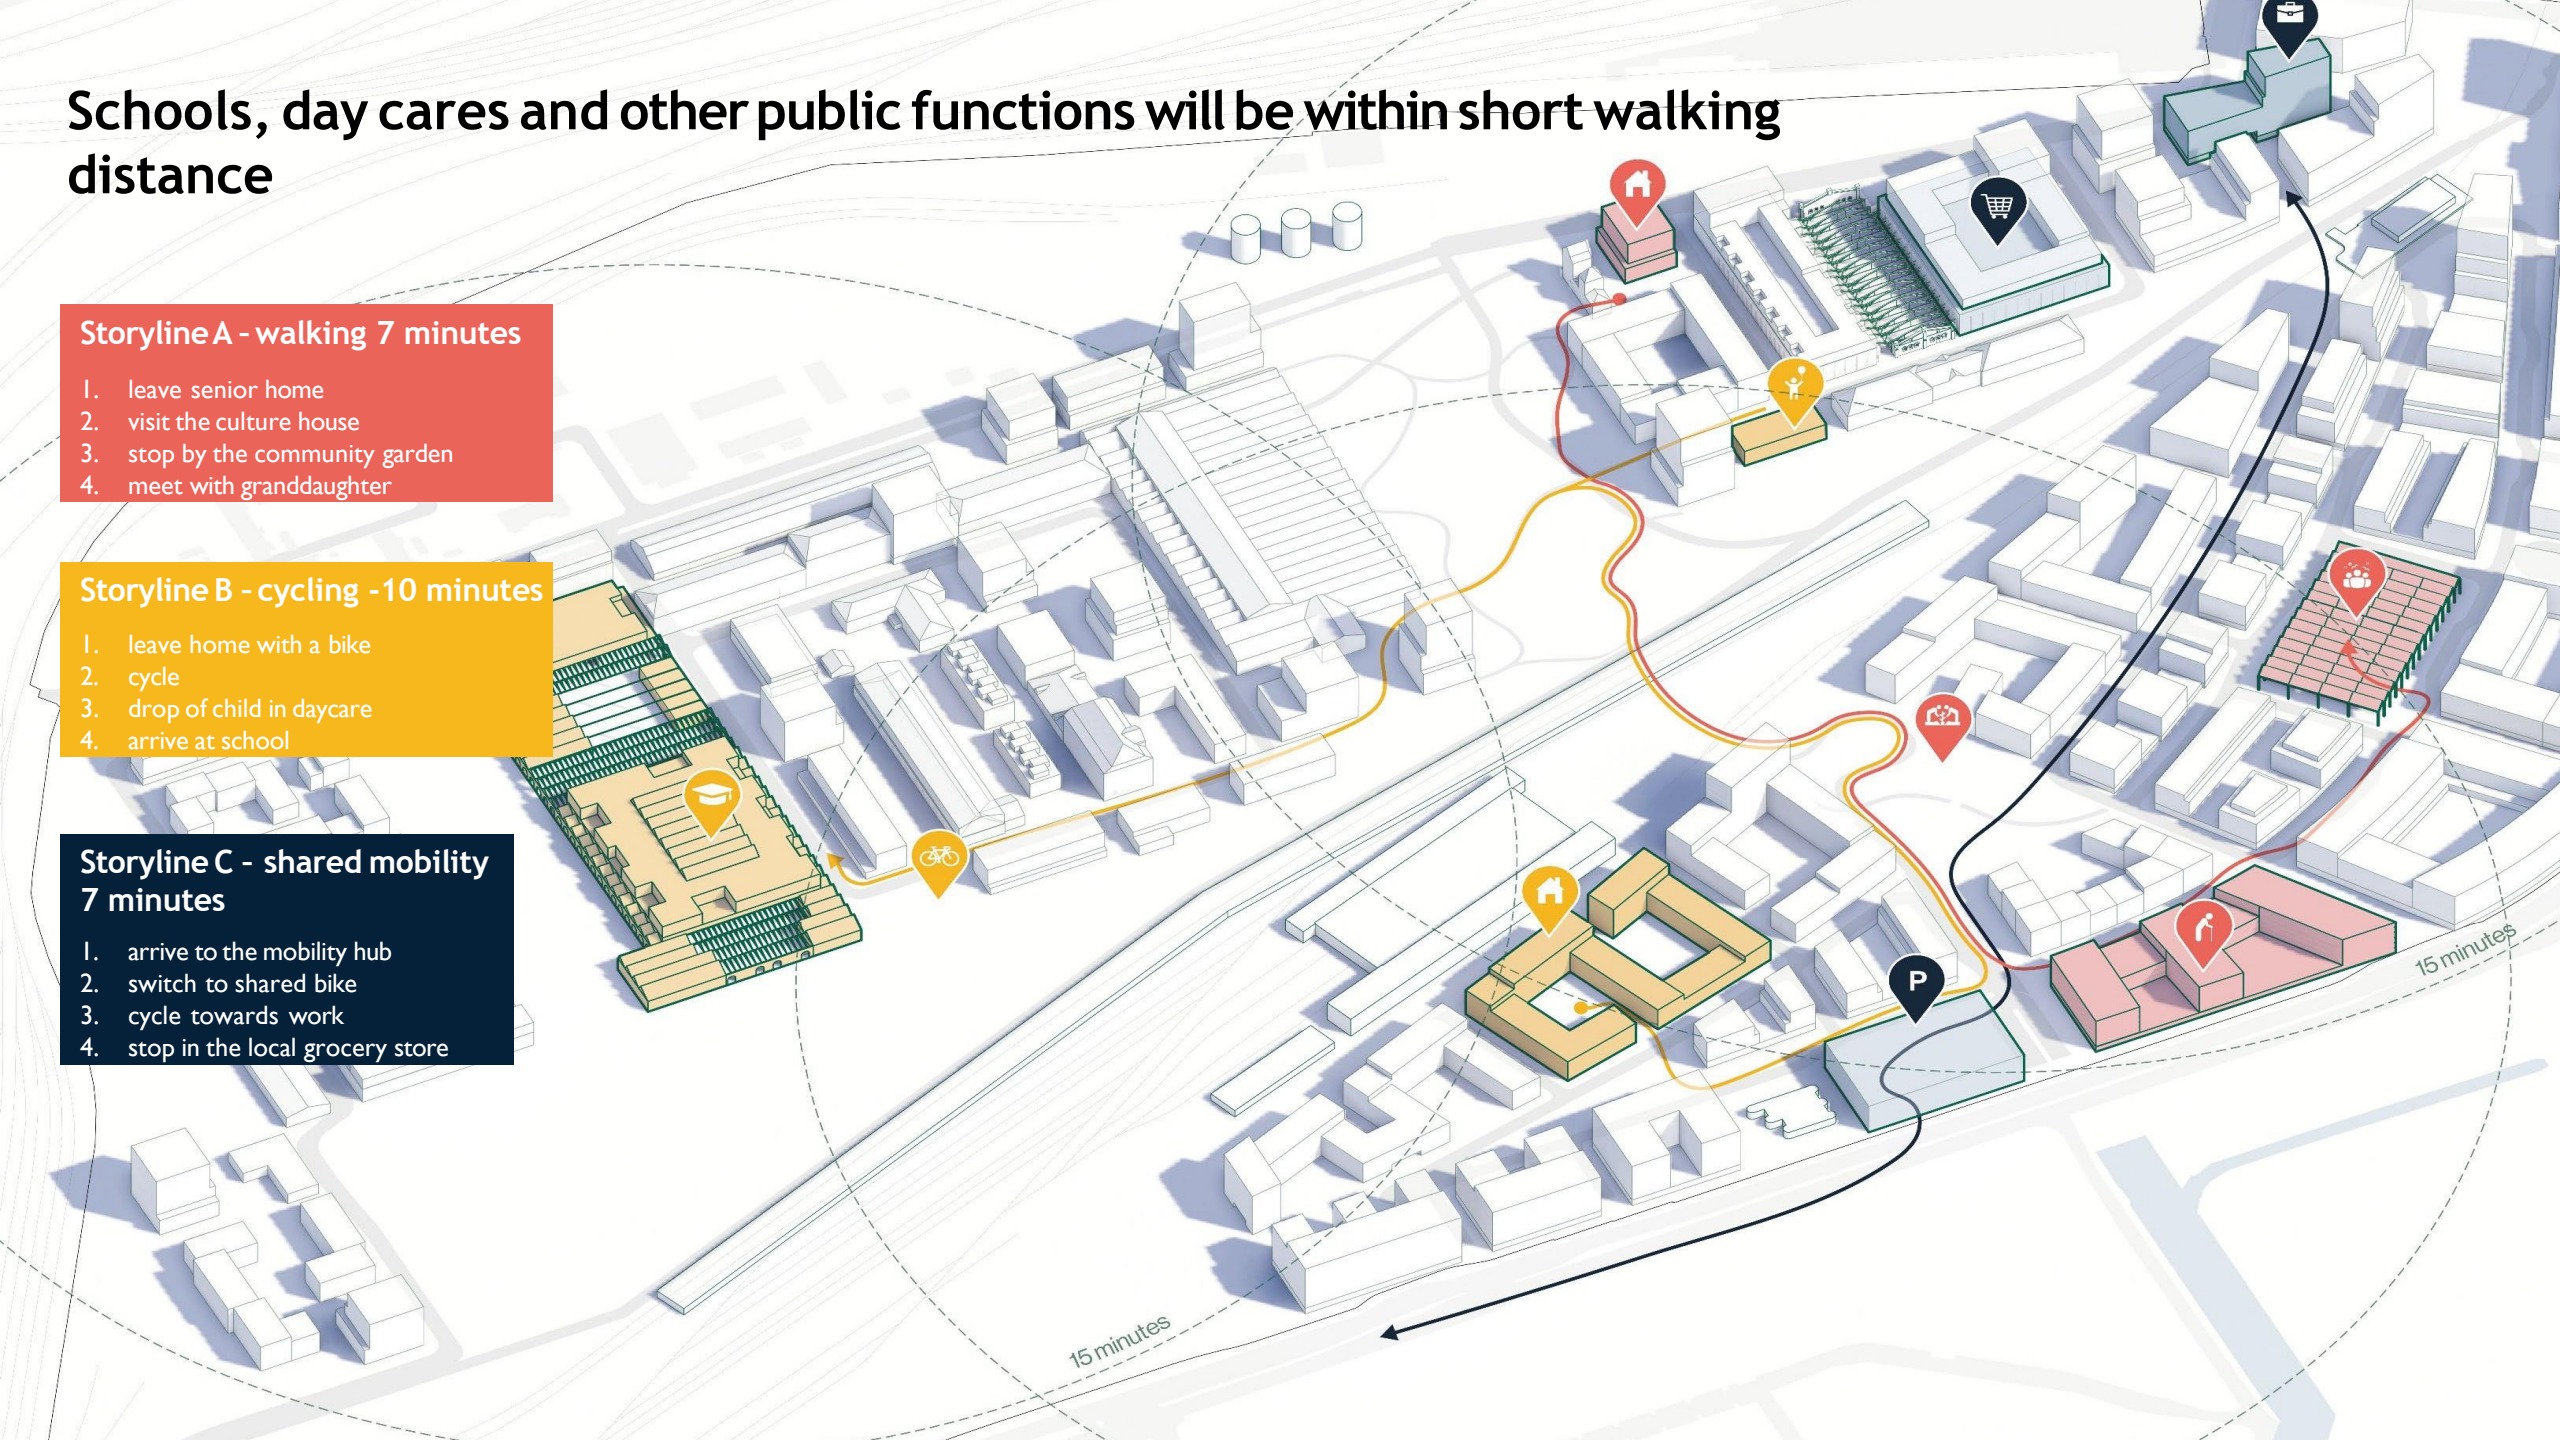 Schools, day cares and other public functions will be within short walking
distance
Storyline A - walking 7 minutes
1. leave senior home
2. visit the culture house
3. stop by the community garden
4. meet with granddaughter
Storyline B - cycling -10 minutes
1. leave home with a bike
2. cycle
3. drop of child in daycare
4. arrive at school
Storyline C - shared mobility
7 minutes
1. arrive to the mobility hub
2. switch to shared bike
3. cycle towards work
4. stop in the local grocery store
P
15 minutes
15 minutes